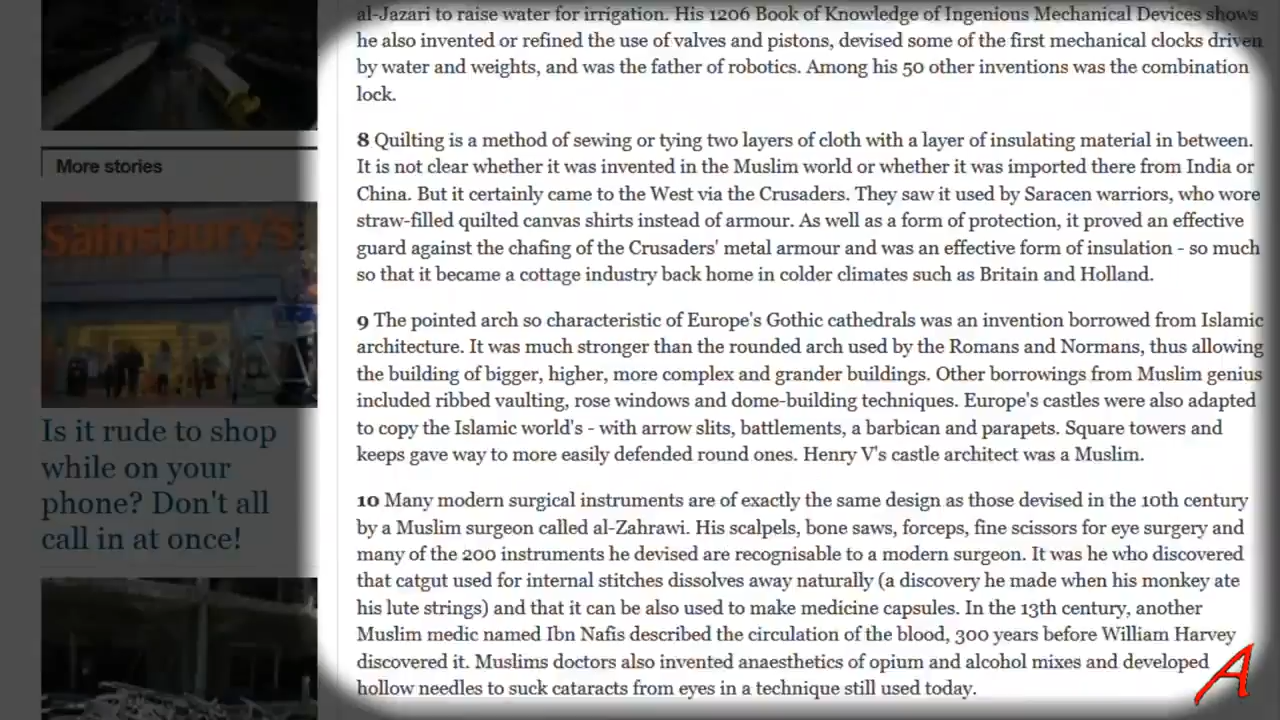 al-Jazari to raise water for irrigation. His 1206 Book of Knowledge of Ingenious Mechanical Devices shows
he also invented or refined the use of valves and pistons, devised some of the first mechanical clocks driven
by water and weights, and was the father of robotics. Among his 50 other inventions was the combination
lock.
More stories
Sainsbury's
Is it rude to shop
while on your
phone? Don't all
call in at once!
8 Quilting is a method of sewing or tying two layers of cloth with a layer of insulating material in between.
It is not clear whether it was invented in the Muslim world or whether it was imported there from India or
China. But it certainly came to the West via the Crusaders. They saw it used by Saracen warriors, who wore
straw-filled quilted canvas shirts instead of armour. As well as a form of protection, it proved an effective
guard against the chafing of the Crusaders' metal armour and was an effective form of insulation - so much
so that it became a cottage industry back home in colder climates such as Britain and Holland.
9 The pointed arch so characteristic of Europe's Gothic cathedrals was an invention borrowed from Islamic
architecture. It was much stronger than the rounded arch used by the Romans and Normans, thus allowing
the building of bigger, higher, more complex and grander buildings. Other borrowings from Muslim genius
included ribbed vaulting, rose windows and dome-building techniques. Europe's castles were also adapted
to copy the Islamic world's - with arrow slits, battlements, a barbican and parapets. Square towers and
keeps gave way to more easily defended round ones. Henry V's castle architect was a Muslim.
10 Many modern surgical instruments are of exactly the same design as those devised in the 10th century
by a Muslim surgeon called al-Zahrawi. His scalpels, bone saws, forceps, fine scissors for eye surgery and
many of the 200 instruments he devised are recognisable to a modern surgeon. It was he who discovered
that catgut used for internal stitches dissolves away naturally (a discovery he made when his monkey ate
his lute strings) and that it can be also used to make medicine capsules. In the 13th century, another
Muslim medic named Ibn Nafis described the circulation of the blood, 300 years before William Harvey
discovered it. Muslims doctors also invented anaesthetics of opium and alcohol mixes and developed
hollow needles to suck cataracts from eyes in a technique still used today.
A